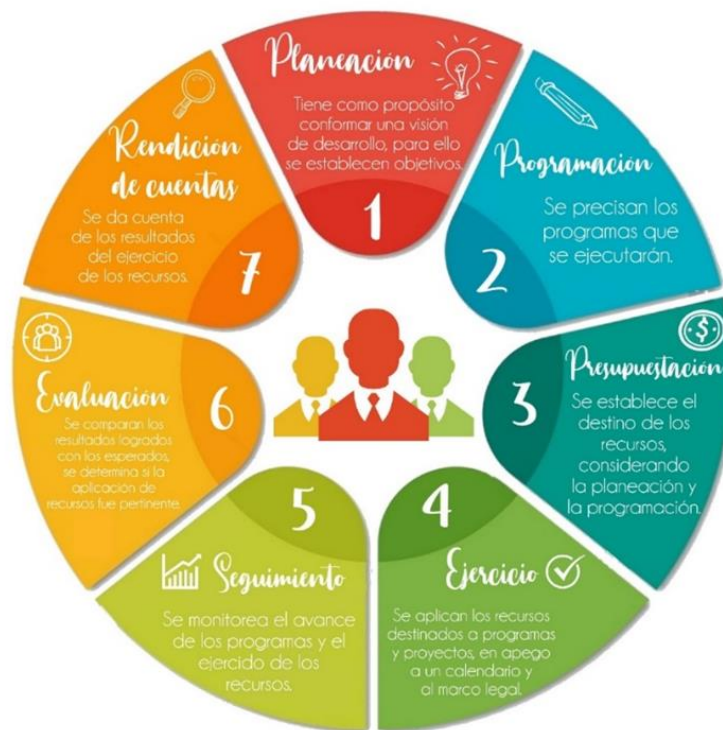 Planeación
Tiene como propósito
conformar una visión
de desarrollo, para ello
se establecen objetivos.
1
Programación
Se precisan los
programas que
se ejecutarán.
2
$
Presupuestación
Se establece el
destino de los
recursos,
considerando
la planeación y
la programación.
3
4
Ejercicio
Se aplican los recursos
destinados a programas
y proyectos, en apego
a un calendario y
al marco legal.
5
Seguimiento
Se monitorea el avance
de los programas y el
ejercido de los
recursos.
6
Evaluación
Se comparan los
resultados logrados
con los esperados,
se determina si la
aplicación de
recursos fue pertinente.
Rendición
de cuentas
Se da cuenta
de los resultados
del ejercicio
de los recursos.
7